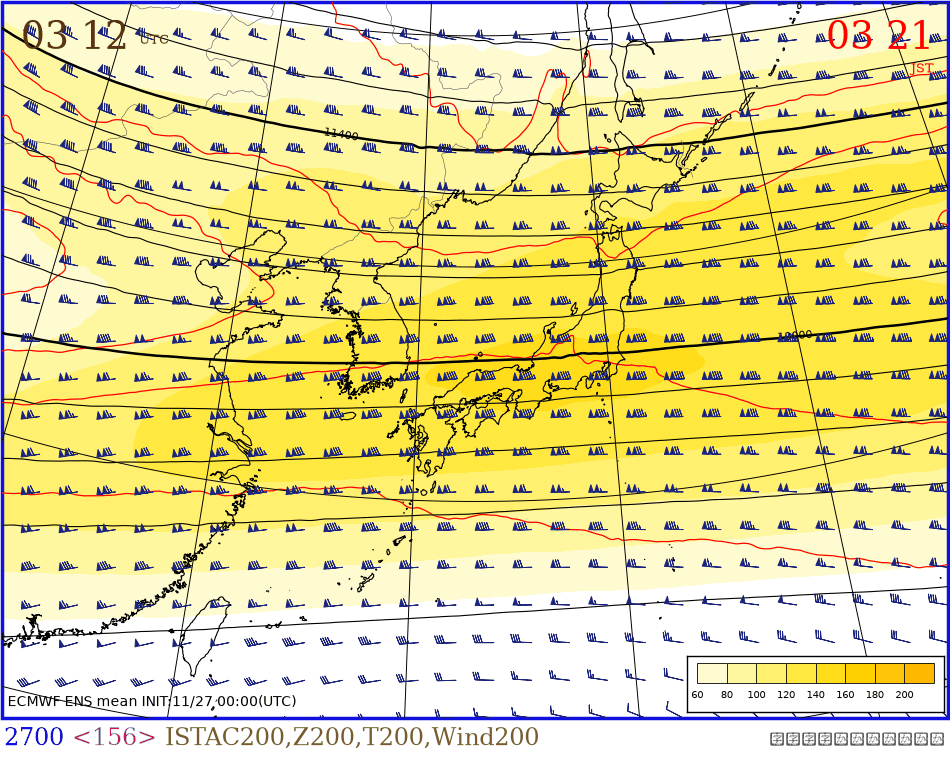 03 12 UTC
03 21 JST
11400
12000
ECMWF ENS mean INIT:11/27 00:00(UTC)
60 80 100 120 140 160 180 200
2700 <156> ISTAC200,Z200,T200,Wind200